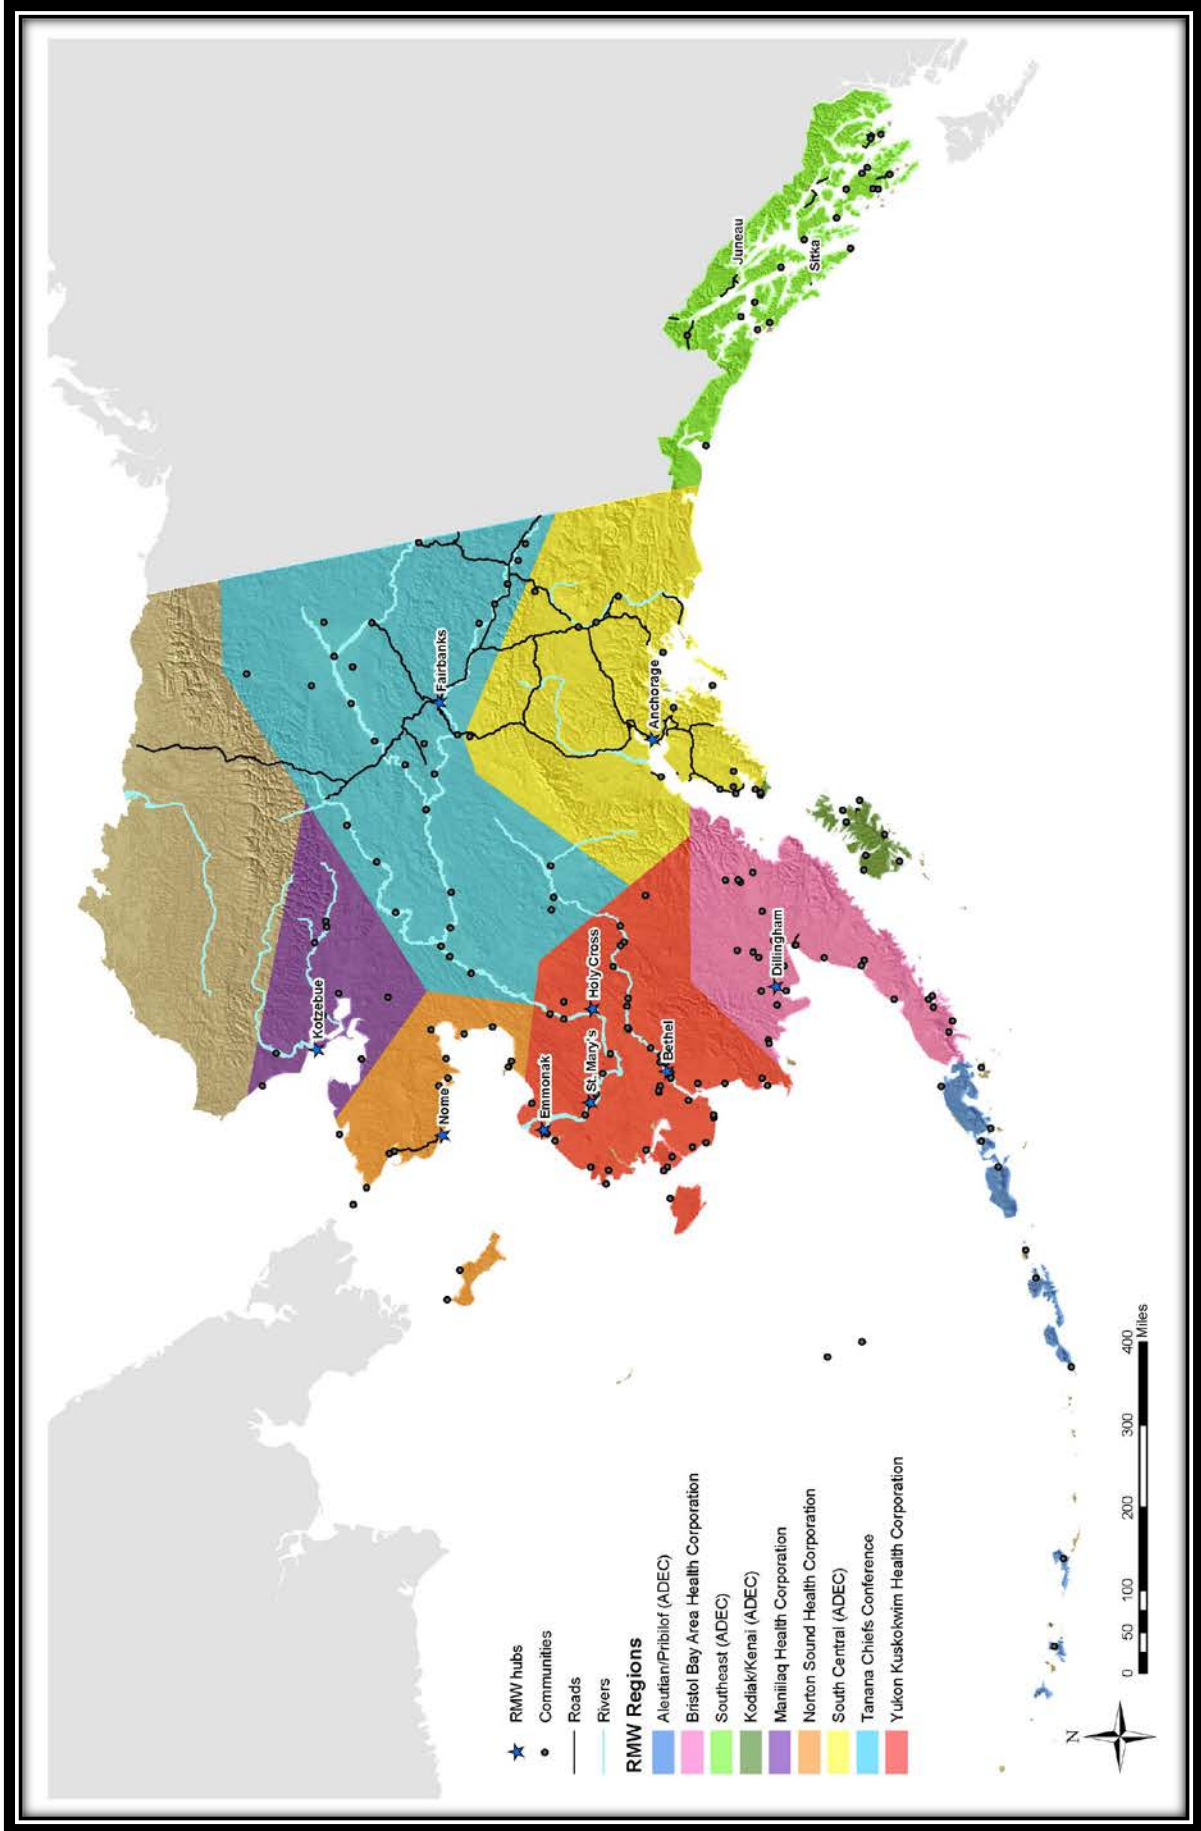 Juneau
Sitka
Fairbanks
Anchorage
Kotzebue
Nome
Holy Cross
St. Mary's
Emmonak
Bethel
Dillingham
RMW hubs
Communities
Roads
Rivers
RMW Regions
Aleutian/Pribilof (ADEC)
Bristol Bay Area Health Corporation
Southeast (ADEC)
Kodiak/Kenai (ADEC)
Maniilaq Health Corporation
Norton Sound Health Corporation
South Central (ADEC)
Tanana Chiefs Conference
Yukon Kuskokwim Health Corporation
N
0 50 100 200 300 400
Miles